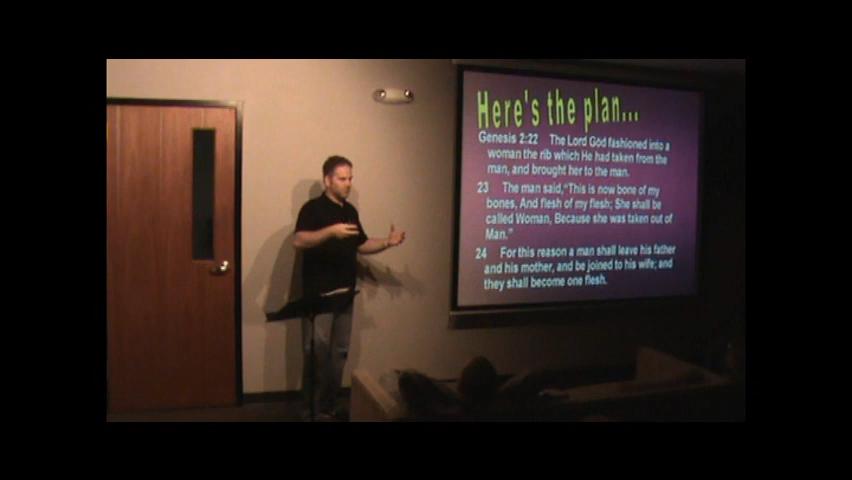 Here's the plan...
Genesis 2:22 The Lord God fashioned into a
woman the rib which He had taken from the
man, and brought her to the man.
23 The man said, "This is now bone of my
bones, And flesh of my flesh; She shall be
called Woman, Because she was taken out of
Man."
24 For this reason a man shall leave his father
and his mother, and be joined to his wife; and
they shall become one flesh.